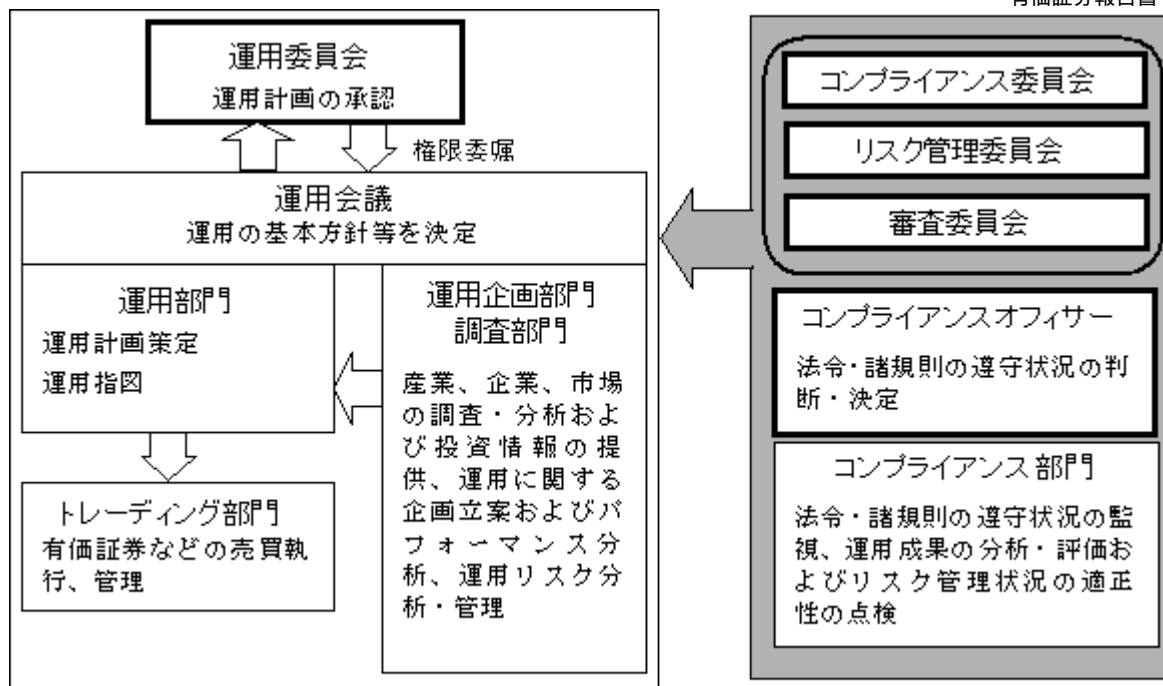 有価証券報告書
運用委員会
運用計画の承認
権限委嘱
運用会議
運用の基本方針等を決定
運用部門
運用計画策定
運用指図
運用企画部門
調査部門
産業、企業、市場
の調査・分析およ
び投資情報の提
供、運用に関する
企画立案およびパ
フォーマンス分
析、運用リスク分
析・管理
トレーディング部門
有価証券などの売買執
行、管理
コンプライアンス委員会
リスク管理委員会
審査委員会
コンプライアンスオフィサー
法令・諸規則の遵守状況の判
断・決定
コンプライアンス部門
法令・諸規則の遵守状況の監
視、運用成果の分析・評価お
よびリスク管理状況の適正
性の点検